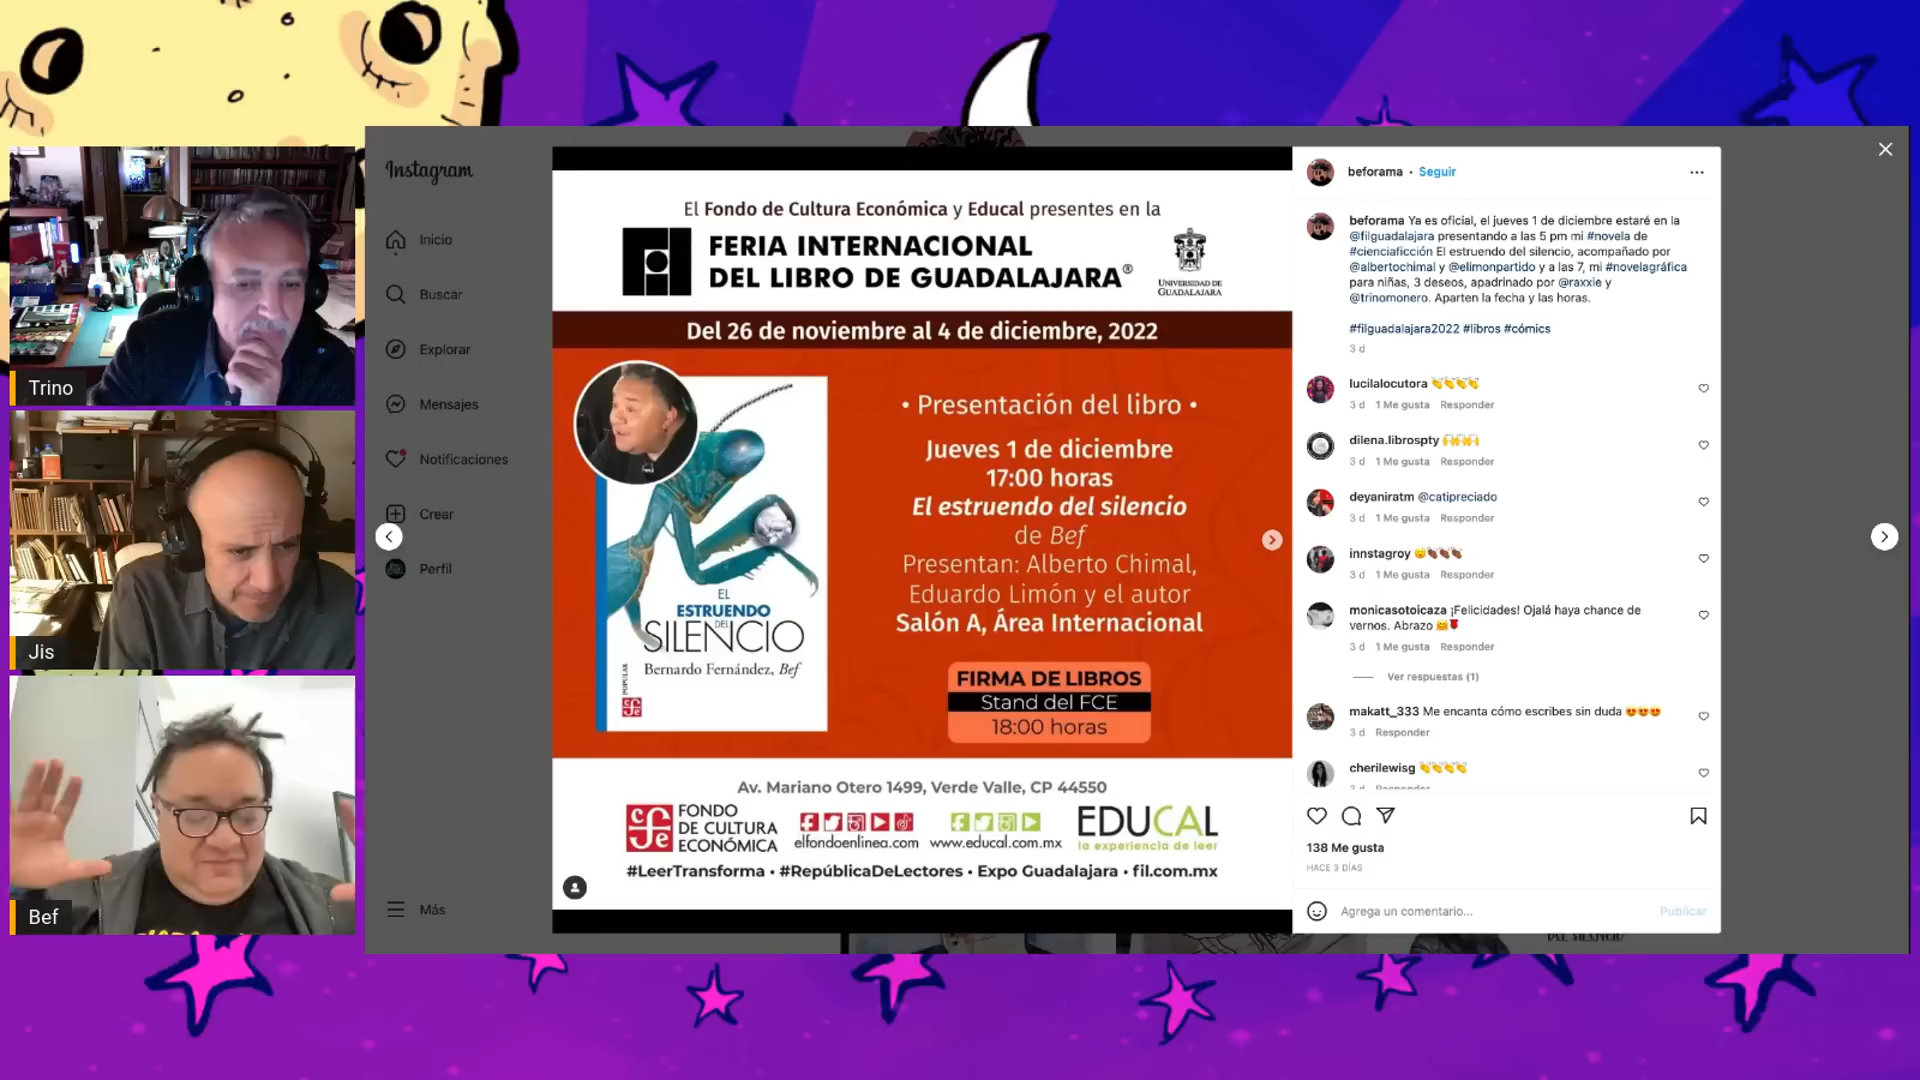 Trino
Jis
Bef
Instagram
Inicio
Buscar
Explorar
Mensajes
Notificaciones
Crear
Perfil
Más
El Fondo de Cultura Económica y Educal presentes en la
FERIA INTERNACIONAL
DEL LIBRO DE GUADALAJARA®
UNIVERSIDAD DE
GUADALAJARA
Del 26 de noviembre al 4 de diciembre, 2022
EL
ESTRUENDO
DEL
SILENCIO
Bernardo Fernández, Bef
POPULAR
cfe
• Presentación del libro •
Jueves 1 de diciembre
17:00 horas
El estruendo del silencio
de Bef
Presentan: Alberto Chimal,
Eduardo Limón y el autor
Salón A, Área Internacional
FIRMA DE LIBROS
Stand del FCE
18:00 horas
Av. Mariano Otero 1499, Verde Valle, CP 44550
cfe
FONDO
DE CULTURA
ECONÓMICA
elfondoenlinea.com
www.educal.com.mx
EDUCAL
la experiencia de leer
#LeerTransforma • #RepúblicaDeLectores • Expo Guadalajara • fil.com.mx
beforama • Seguir
beforama Ya es oficial, el jueves 1 de diciembre estaré en la
@filguadalajara presentando a las 5 pm mi #novela de
#cienciaficción El estruendo del silencio, acompañado por
@albertochimal y @elimonpartido y a las 7, mi #novelagráfica
para niñas, 3 deseos, apadrinado por @raxxie y
@trinomonero. Aparten la fecha y las horas.
#filguadalajara2022 #libros #cómics
3 d
lucilalocutora 👏👏👏👏
3 d 1 Me gusta Responder
dilena.librospty 🙌🙌🙌
3 d 1 Me gusta Responder
deyaniratm @catipreciado
3 d 1 Me gusta Responder
innstagroy 😮👏🏾👏🏾👏🏾
3 d 1 Me gusta Responder
monicasotoicaza ¡Felicidades! Ojalá haya chance de
vernos. Abrazo 🤗🌹
3 d 1 Me gusta Responder
Ver respuestas (1)
makatt_333 Me encanta cómo escribes sin duda 😍😍😍
3 d Responder
cherilewisg 👏👏👏👏
3 d Responder
138 Me gusta
HACE 3 DÍAS
Agrega un comentario...
Publicar
DEL SILENCIO